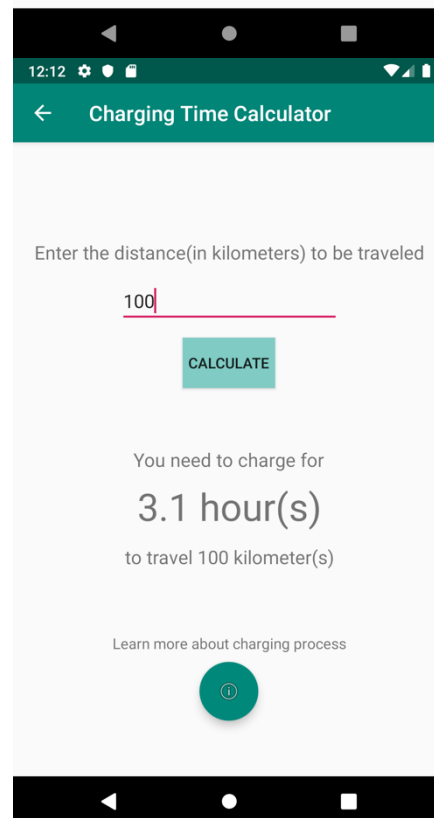 12:12
Charging Time Calculator
Enter the distance(in kilometers) to be traveled
100
CALCULATE
You need to charge for
3.1 hour(s)
to travel 100 kilometer(s)
Learn more about charging process